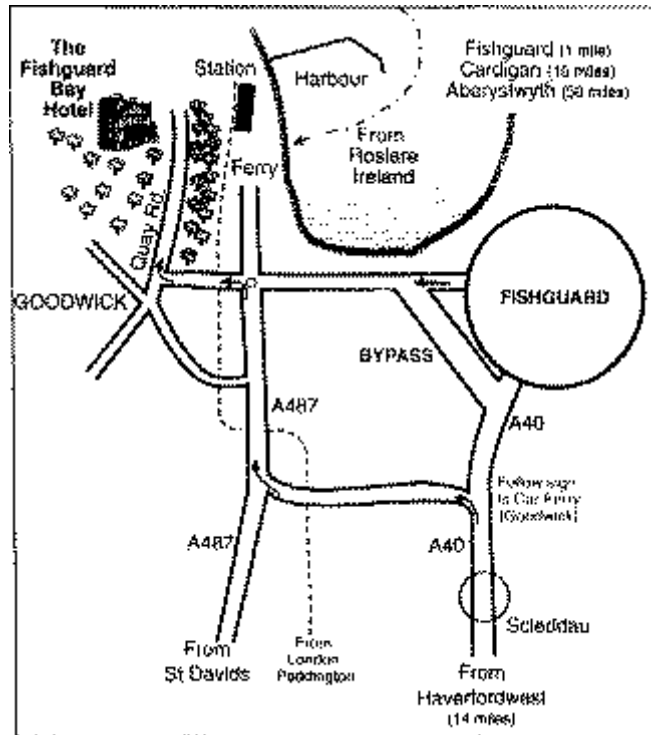 The
Fishguard
Bay
Hotel
Station
Harbour
Fishguard (1 mile)
Cardigan (18 miles)
Aberystwyth (56 miles)
From
Roslare
Ireland
Ferry
Quay Rd
GOODWICK
FISHGUARD
BYPASS
A487
A40
Follow sign
to Car Ferry
(Goodwick)
A487
A40
Scleddau
From
St Davids
From
London
Paddington
From
Haverfordwest
(14 miles)